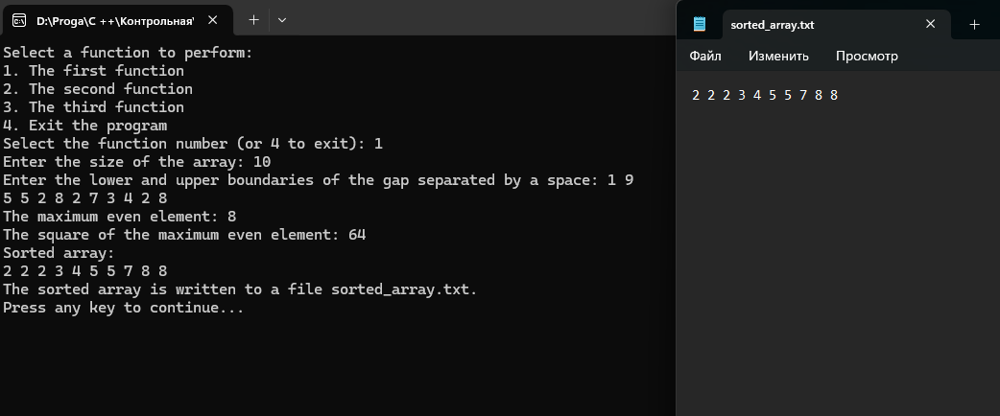 D:\Proga\C ++\Контрольная\
Select a function to perform:
1. The first function
2. The second function
3. The third function
4. Exit the program
Select the function number (or 4 to exit): 1
Enter the size of the array: 10
Enter the lower and upper boundaries of the gap separated by a space: 1 9
5 5 2 8 2 7 3 4 2 8
The maximum even element: 8
The square of the maximum even element: 64
Sorted array:
2 2 2 3 4 5 5 7 8 8
The sorted array is written to a file sorted_array.txt.
Press any key to continue...
sorted_array.txt
Файл Изменить Просмотр
2 2 2 3 4 5 5 7 8 8